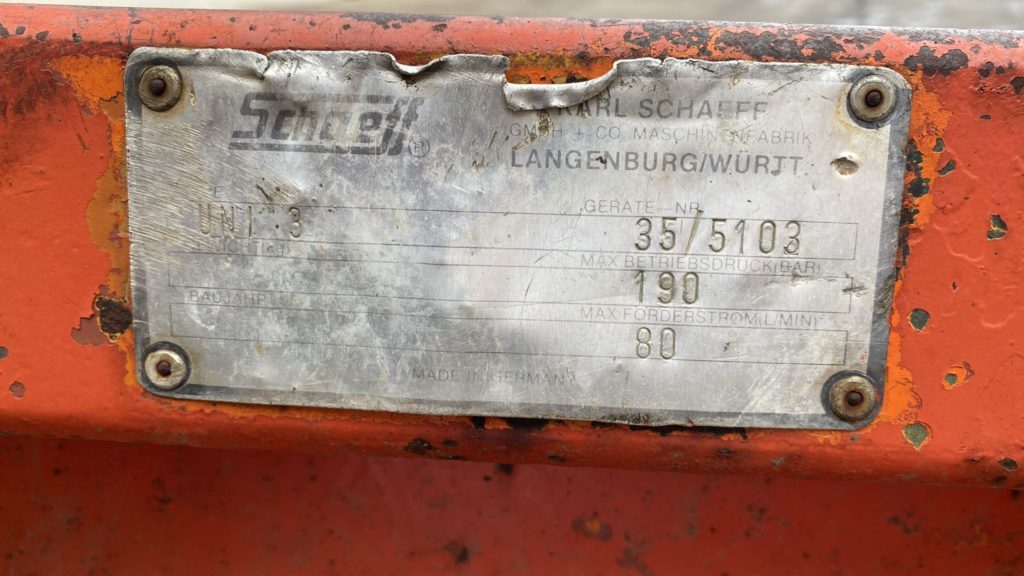 Schaeff®
KARL SCHAEFF
GMBH + CO MASCHINENFABRIK
LANGENBURG/WÜRTT
GERÄTE-NR
UNI 3
35/5103
MAX BETRIEBSDRUCK(BAR)
190
BAUJAHR
MAX FÖRDERSTROM(L/MIN)
80
MADE IN GERMANY